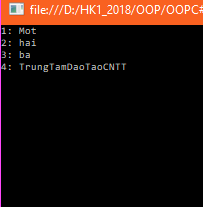 file:///D:/HK1_2018/OOP/OOPC#
1: Mot
2: hai
3: ba
4: TrungTamDaoTaoCNTT